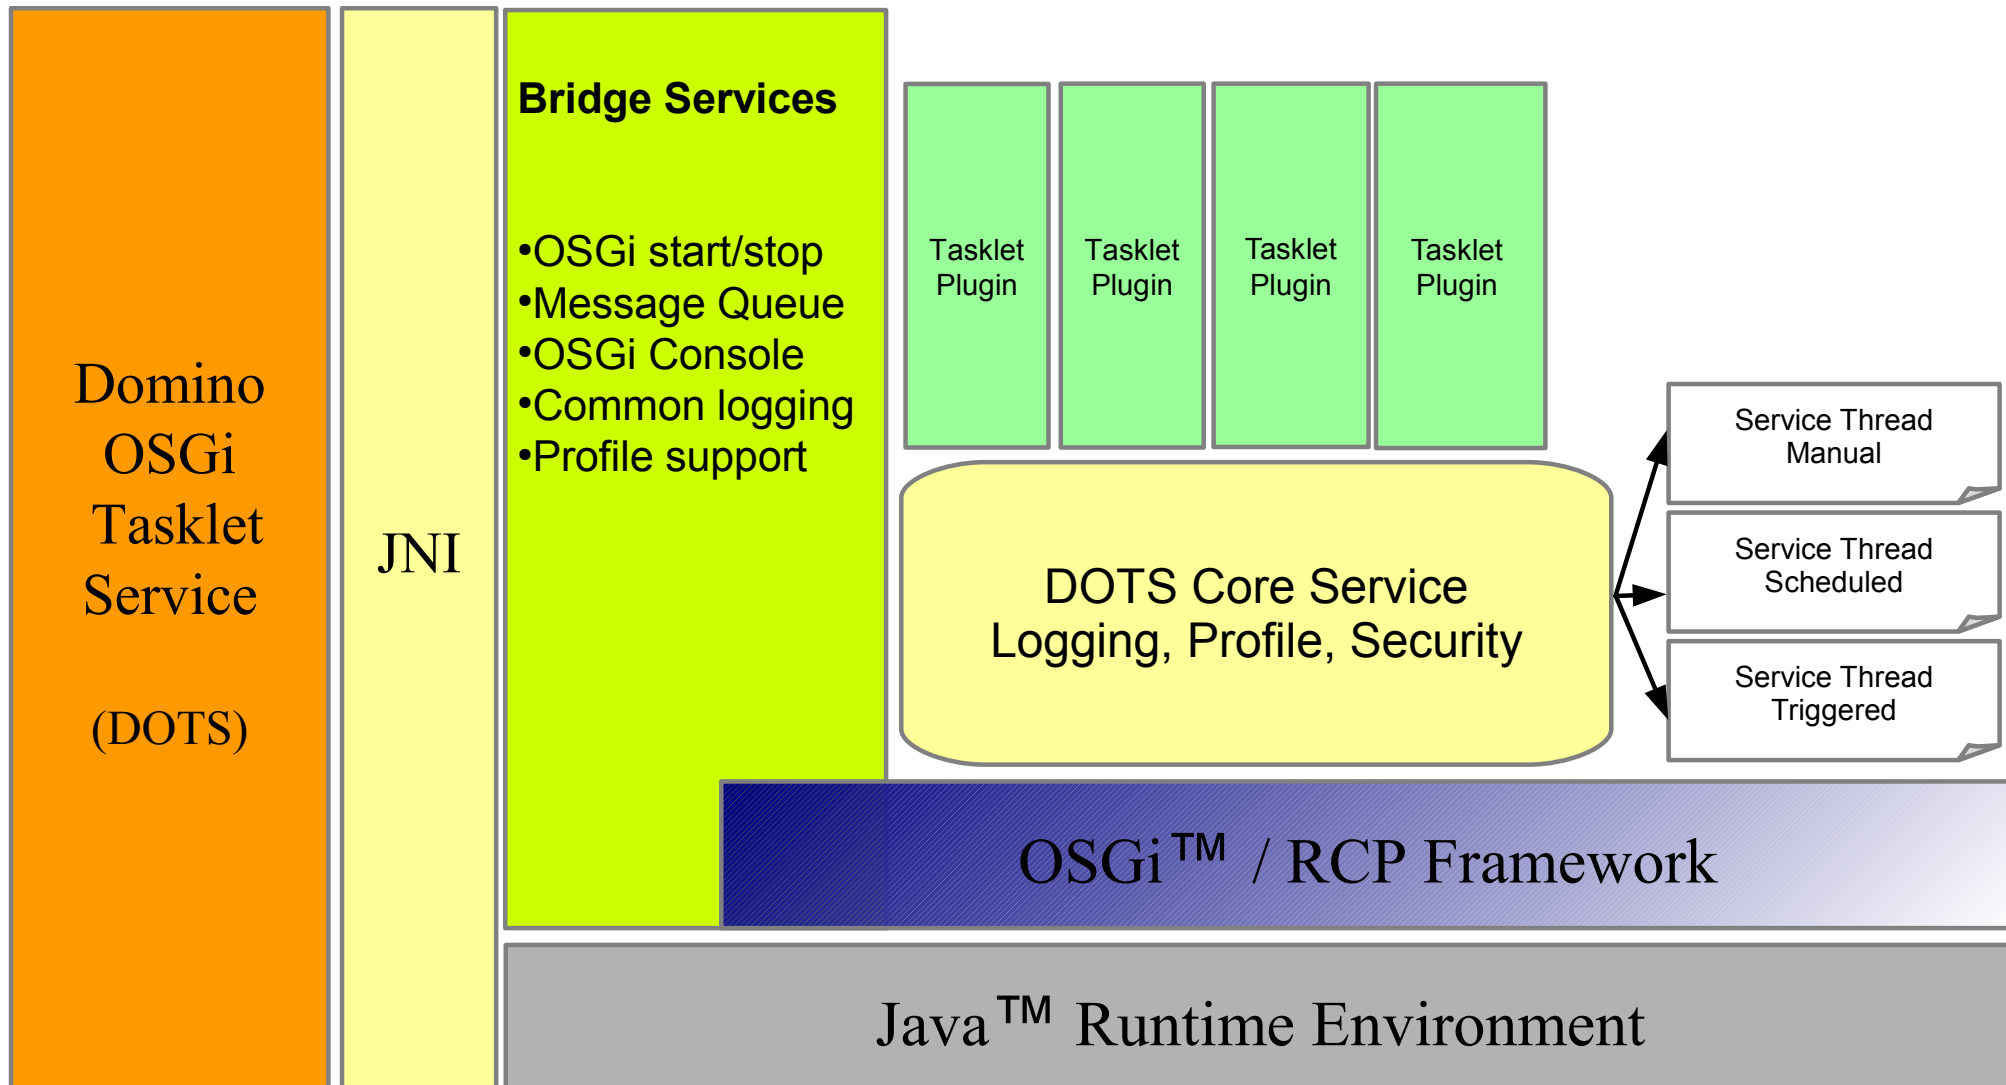 Domino
OSGi
Tasklet
Service
(DOTS)
JNI
Bridge Services
•OSGi start/stop
•Message Queue
•OSGi Console
•Common logging
•Profile support
Tasklet
Plugin
Tasklet
Plugin
Tasklet
Plugin
Tasklet
Plugin
DOTS Core Service
Logging, Profile, Security
Service Thread
Manual
Service Thread
Scheduled
Service Thread
Triggered
OSGi™ / RCP Framework
Java™ Runtime Environment